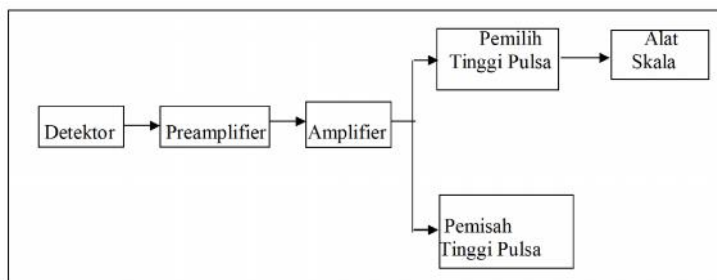 Detektor
Preamplifier
Amplifier
Pemilih
Tinggi Pulsa
Alat
Skala
Pemisah
Tinggi Pulsa